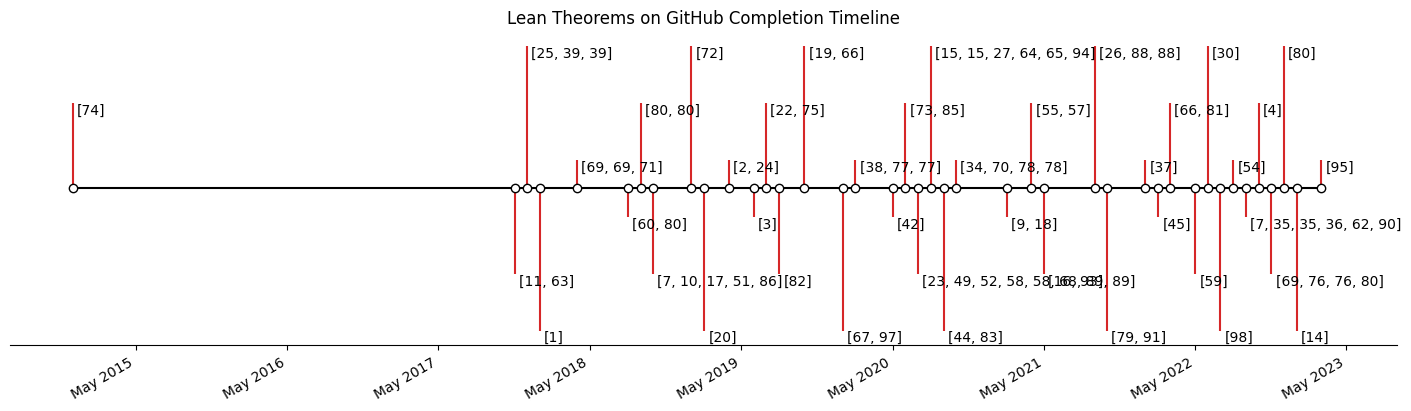 Lean Theorems on GitHub Completion Timeline
[25, 39, 39]
[72]
[19, 66]
[15, 15, 27, 64, 65, 94]
[26, 88, 88]
[30]
[80]
[74]
[80, 80]
[22, 75]
[73, 85]
[55, 57]
[66, 81]
[4]
[69, 69, 71]
[2, 24]
[38, 77, 77]
[34, 70, 78, 78]
[37]
[54]
[95]
[60, 80]
[3]
[42]
[9, 18]
[45]
[7, 35, 35, 36, 62, 90]
[11, 63]
[7, 10, 17, 51, 86]
[82]
[23, 49, 52, 58, 58,
[59]
[69, 76, 76, 80]
[1]
[20]
[67, 97]
[44, 83]
[79, 91]
[98]
[14]
May 2015
May 2016
May 2017
May 2018
May 2019
May 2020
May 2021
May 2022
May 2023